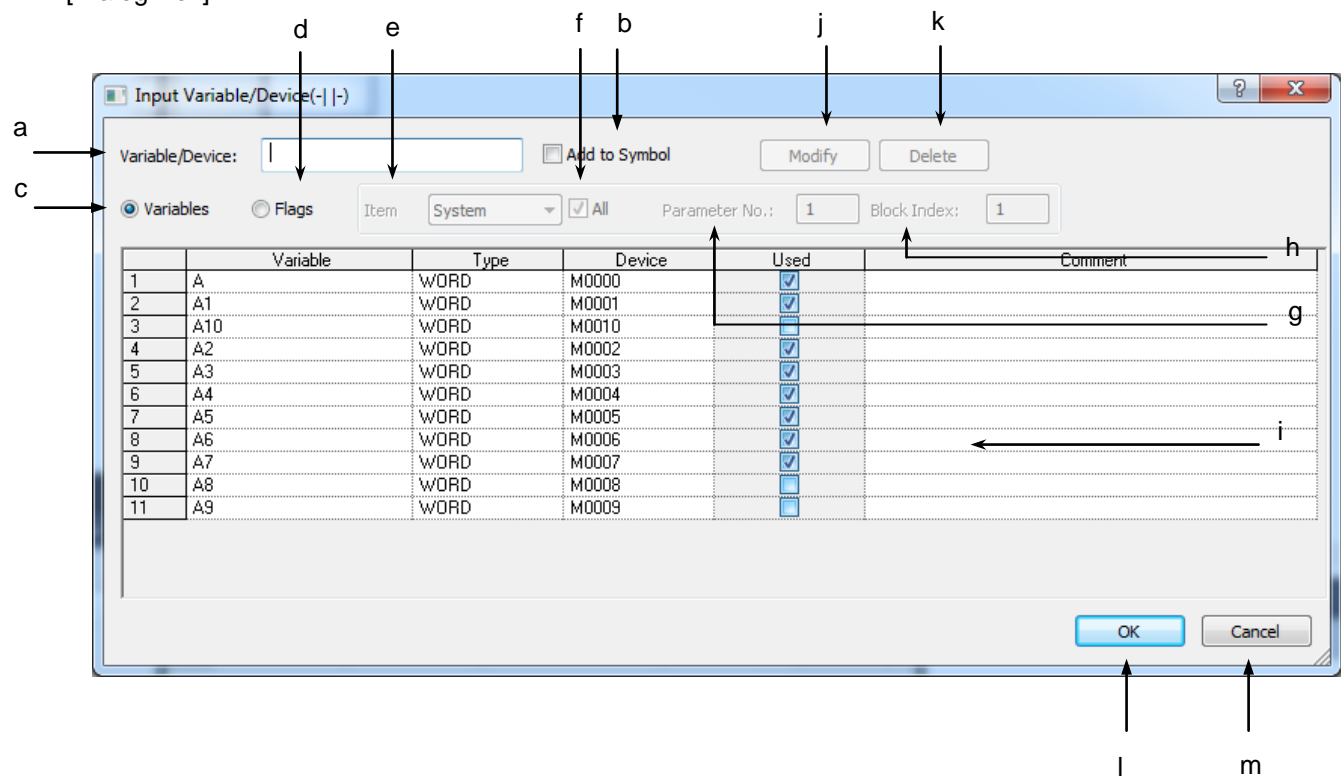 d e f b j k
Input Variable/Device(-| |-)
a
Variable/Device: Add to Symbol Modify Delete
c
Variables Flags Item System All Parameter No.: 1 Block Index: 1
h
Variable Type Device Used Comment
1 A WORD M0000
2 A1 WORD M0001
g
3 A10 WORD M0010
4 A2 WORD M0002
5 A3 WORD M0003
6 A4 WORD M0004
7 A5 WORD M0005
i
8 A6 WORD M0006
9 A7 WORD M0007
10 A8 WORD M0008
11 A9 WORD M0009
OK Cancel
l m